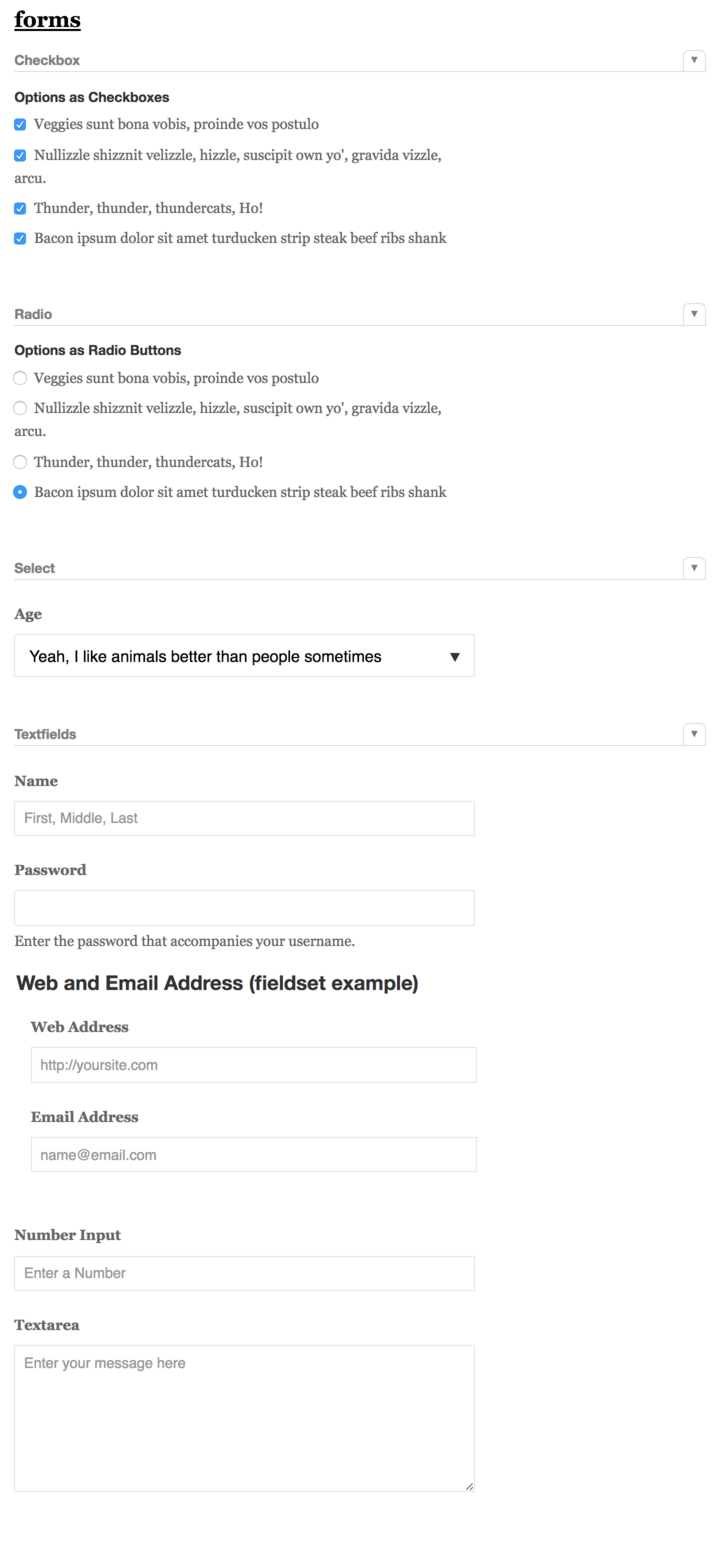 forms
Checkbox
Options as Checkboxes
Veggies sunt bona vobis, proinde vos postulo
Nullizzle shizznit velizzle, hizzle, suscipit own yo', gravida vizzle,
arcu.
Thunder, thunder, thundercats, Ho!
Bacon ipsum dolor sit amet turducken strip steak beef ribs shank
Radio
Options as Radio Buttons
Veggies sunt bona vobis, proinde vos postulo
Nullizzle shizznit velizzle, hizzle, suscipit own yo', gravida vizzle,
arcu.
Thunder, thunder, thundercats, Ho!
Bacon ipsum dolor sit amet turducken strip steak beef ribs shank
Select
Age
Yeah, I like animals better than people sometimes
Textfields
Name
First, Middle, Last
Password
Enter the password that accompanies your username.
Web and Email Address (fieldset example)
Web Address
http://yoursite.com
Email Address
name@email.com
Number Input
Enter a Number
Textarea
Enter your message here